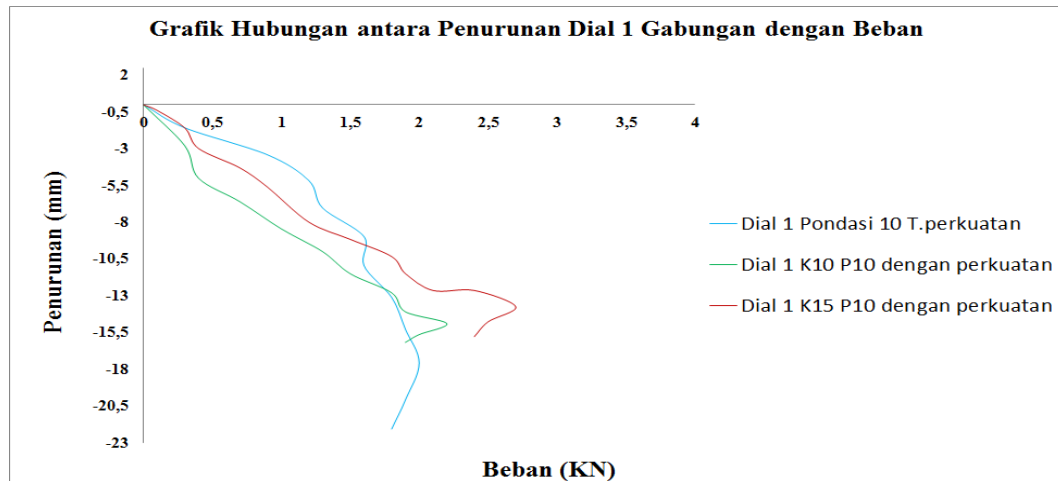 Grafik Hubungan antara Penurunan Dial 1 Gabungan dengan Beban
2
-0,5
0 0,5 1 1,5 2 2,5 3 3,5 4
-3
-5,5
-8
-10,5
-13
-15,5
-18
-20,5
-23
Penurunan (mm)
Beban (KN)
Dial 1 Pondasi 10 T.perkuatan
Dial 1 K10 P10 dengan perkuatan
Dial 1 K15 P10 dengan perkuatan